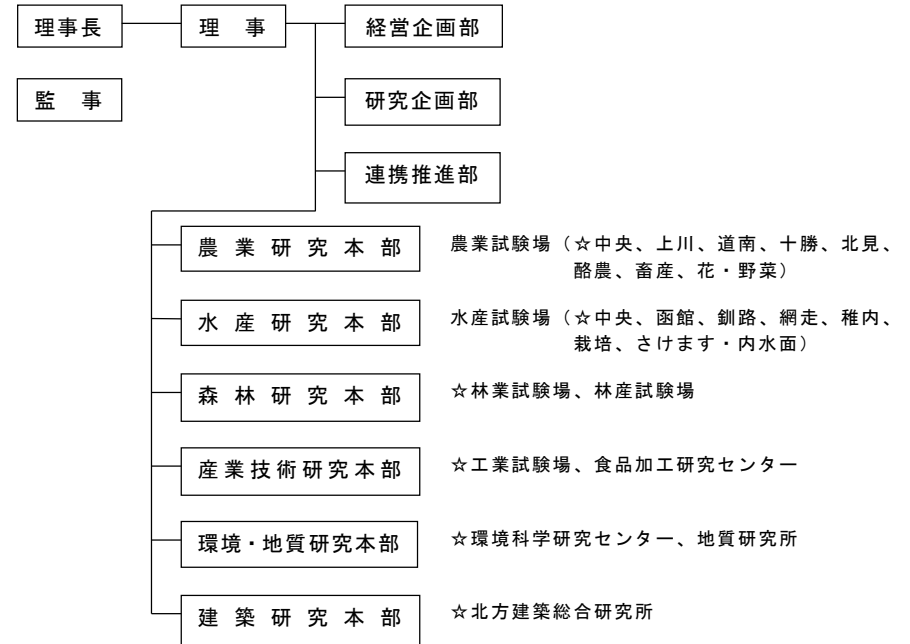 理事長 理　事 経営企画部
監　事 研究企画部
連携推進部
農業研究本部 農業試験場（☆中央、上川、道南、十勝、北見、
酪農、畜産、花・野菜）
水産研究本部 水産試験場（☆中央、函館、釧路、網走、稚内、
栽培、さけます・内水面）
森林研究本部 ☆林業試験場、林産試験場
産業技術研究本部 ☆工業試験場、食品加工研究センター
環境・地質研究本部 ☆環境科学研究センター、地質研究所
建築研究本部 ☆北方建築総合研究所